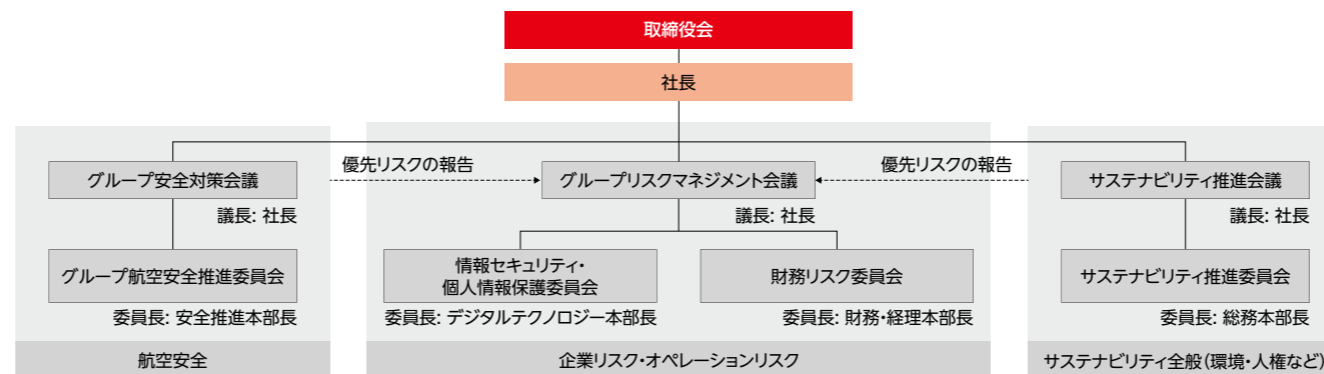 取締役会
社長
グループ安全対策会議
優先リスクの報告
グループリスクマネジメント会議
優先リスクの報告
サステナビリティ推進会議
議長: 社長
議長: 社長
議長: 社長
グループ航空安全推進委員会
情報セキュリティ・
個人情報保護委員会
財務リスク委員会
サステナビリティ推進委員会
委員長: 安全推進本部長
委員長: デジタルテクノロジー本部長
委員長: 財務・経理本部長
委員長: 総務本部長
航空安全
企業リスク・オペレーションリスク
サステナビリティ全般（環境・人権など）